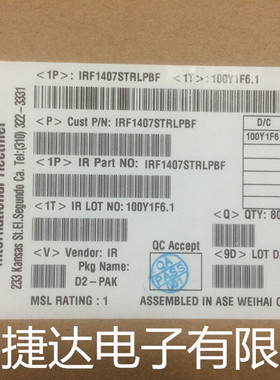 International Rectifier
233 Kansas St.El.Segundo Ca. Tel:(310) 322-3331
<1P>: IRF1407STRLPBF <1T>:100Y1F6.1
<P> Cust P/N: IRF1407STRLPBF
D/C
100Y1F6
<1P> IR Part NO: IRF1407STRLPBF
<1T> IR LOT NO: 100Y1F6.1
<Q> QTY: 80
<V> Vendor: IR
QC Accept
<9D> LOT D
Pkg Name:
D2-PAK
QA
PASS
MSL RATING : 1
ASSEMBLED IN ASE WEIHAI
捷达电子有限